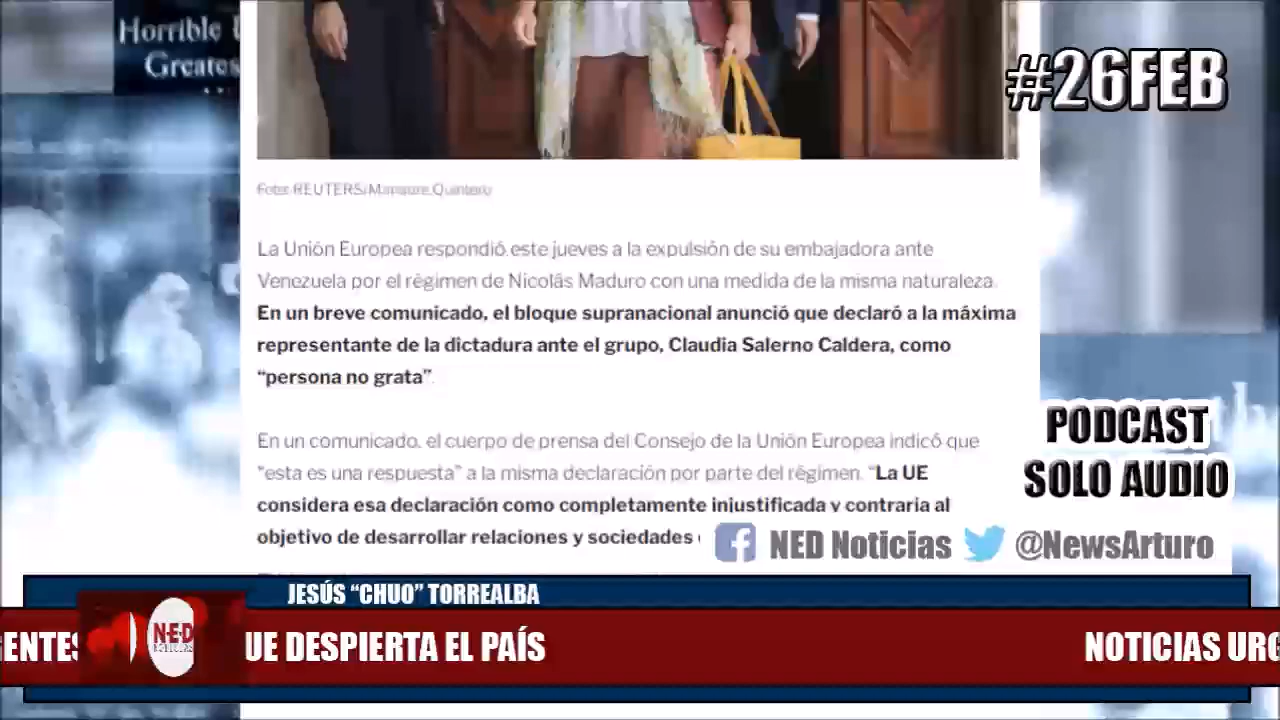 Horrible
Greates
#26FEB
Foto: REUTERS/Manaure Quintero
La Unión Europea respondió este jueves a la expulsión de su embajadora ante
Venezuela por el régimen de Nicolás Maduro con una medida de la misma naturaleza.
En un breve comunicado, el bloque supranacional anunció que declaró a la máxima
representante de la dictadura ante el grupo, Claudia Salerno Caldera, como
“persona no grata”.
En un comunicado, el cuerpo de prensa del Consejo de la Unión Europea indicó que
“esta es una respuesta” a la misma declaración por parte del régimen. “La UE
considera esa declaración como completamente injustificada y contraria al
objetivo de desarrollar relaciones y sociedades
PODCAST
SOLO AUDIO
NED Noticias @NewsArturo
JESÚS “CHUO” TORREALBA
ENTES NED UE DESPIERTA EL PAÍS NOTICIAS URG
NOTICIAS